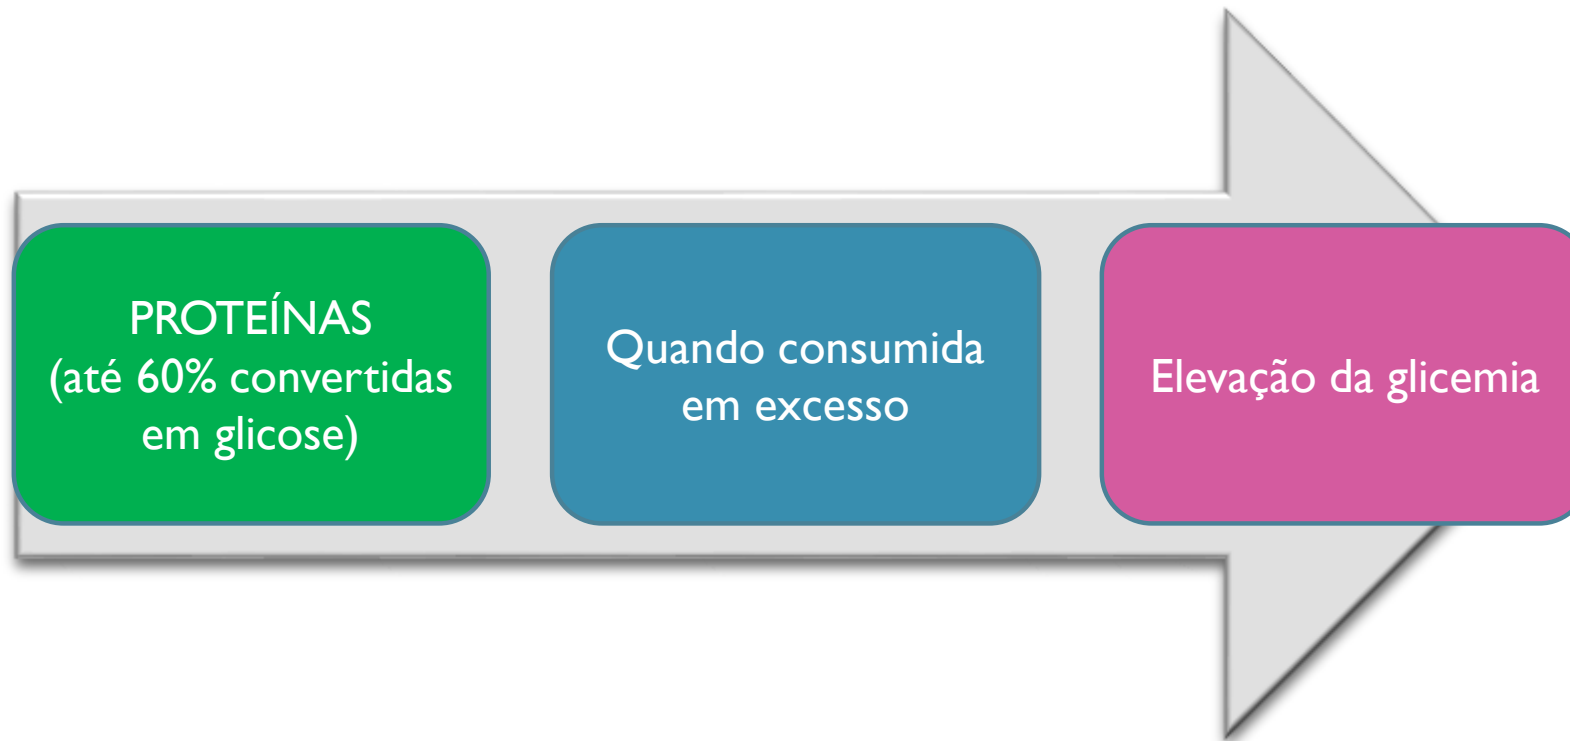 PROTEÍNAS
(até 60% convertidas
em glicose)
Quando consumida
em excesso
Elevação da glicemia